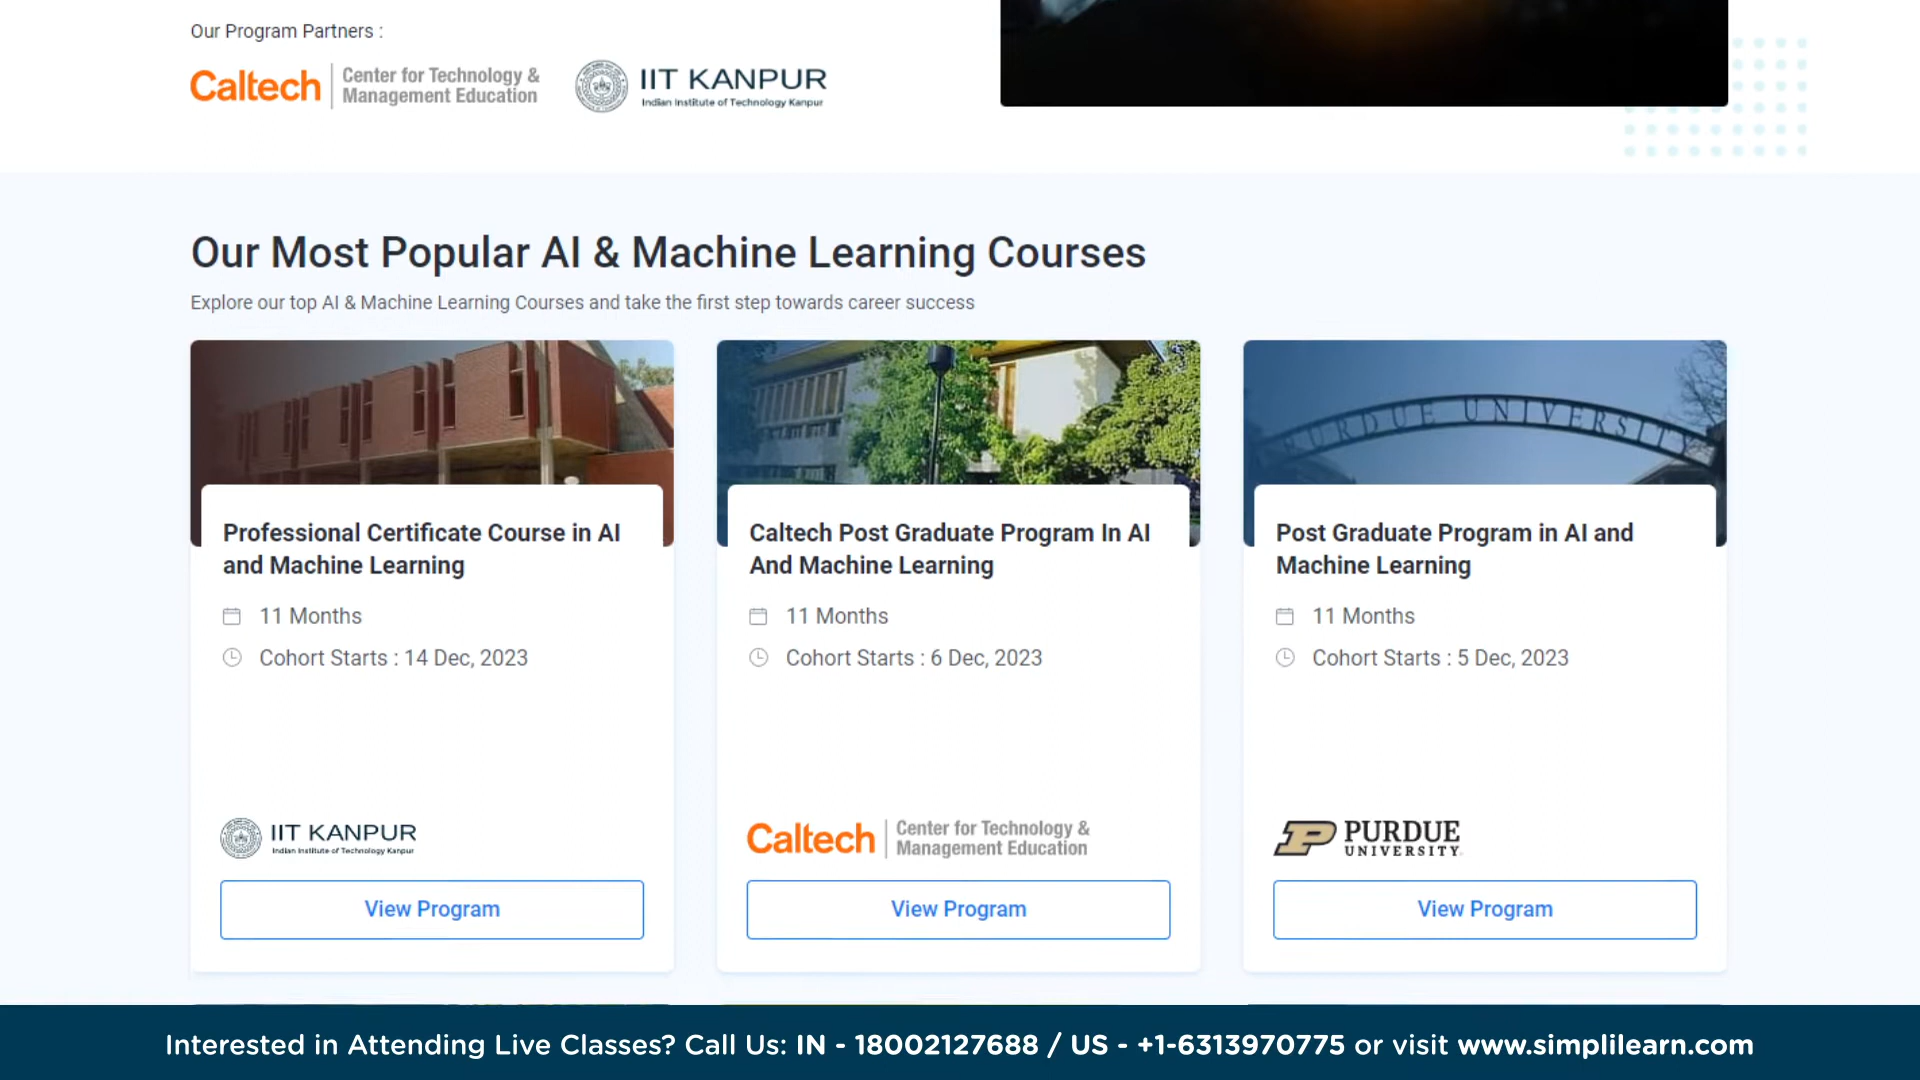 Our Program Partners :
Caltech Center for Technology &
Management Education
IIT KANPUR
Indian Institute of Technology Kanpur
Our Most Popular AI & Machine Learning Courses
Explore our top AI & Machine Learning Courses and take the first step towards career success
PURDUE UNIVERSITY
Professional Certificate Course in AI
and Machine Learning
11 Months
Cohort Starts : 14 Dec, 2023
IIT KANPUR
Indian Institute of Technology Kanpur
View Program
Caltech Post Graduate Program In AI
And Machine Learning
11 Months
Cohort Starts : 6 Dec, 2023
Caltech Center for Technology &
Management Education
View Program
Post Graduate Program in AI and
Machine Learning
11 Months
Cohort Starts : 5 Dec, 2023
PURDUE
UNIVERSITY
View Program
Interested in Attending Live Classes? Call Us: IN - 18002127688 / US - +1-6313970775 or visit www.simplilearn.com